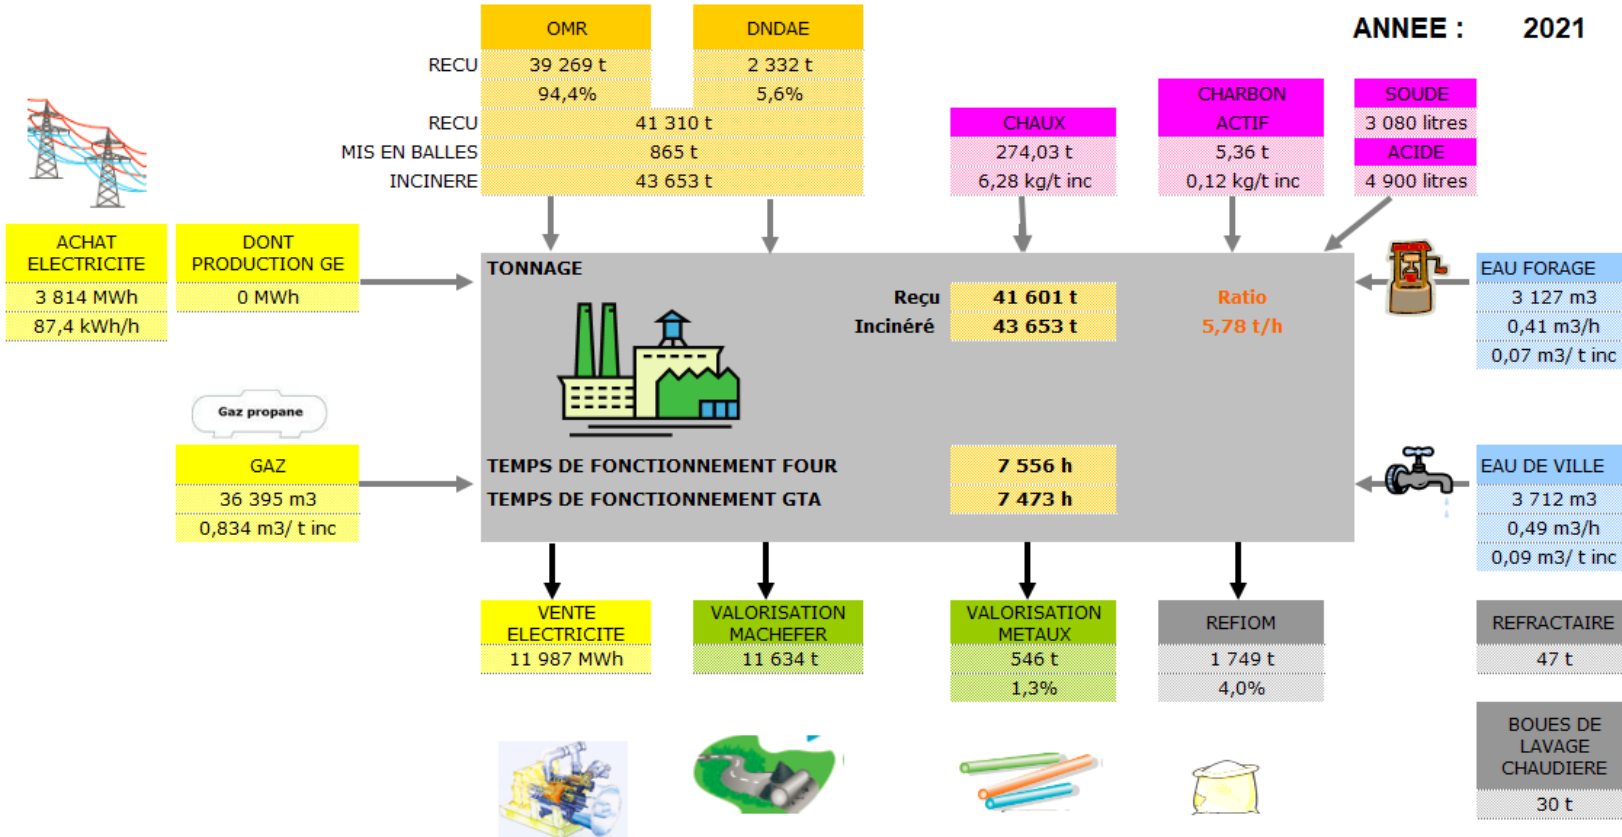 ANNEE : 2021
OMR DNDAE
RECU 39 269 t 2 332 t
94,4% 5,6%
RECU 41 310 t
MIS EN BALLES 865 t
INCINERE 43 653 t
CHAUX
274,03 t
6,28 kg/t inc
CHARBON
ACTIF
5,36 t
0,12 kg/t inc
SOUDE
3 080 litres
ACIDE
4 900 litres
ACHAT
ELECTRICITE
3 814 MWh
87,4 kWh/h
DONT
PRODUCTION GE
0 MWh
TONNAGE
Reçu 41 601 t
Incinéré 43 653 t
Ratio
5,78 t/h
EAU FORAGE
3 127 m3
0,41 m3/h
0,07 m3/ t inc
Gaz propane
GAZ
36 395 m3
0,834 m3/ t inc
TEMPS DE FONCTIONNEMENT FOUR 7 556 h
TEMPS DE FONCTIONNEMENT GTA 7 473 h
EAU DE VILLE
3 712 m3
0,49 m3/h
0,09 m3/ t inc
VENTE
ELECTRICITE
11 987 MWh
VALORISATION
MACHEFER
11 634 t
VALORISATION
METAUX
546 t
1,3%
REFIOM
1 749 t
4,0%
REFRACTAIRE
47 t
BOUES DE
LAVAGE
CHAUDIERE
30 t